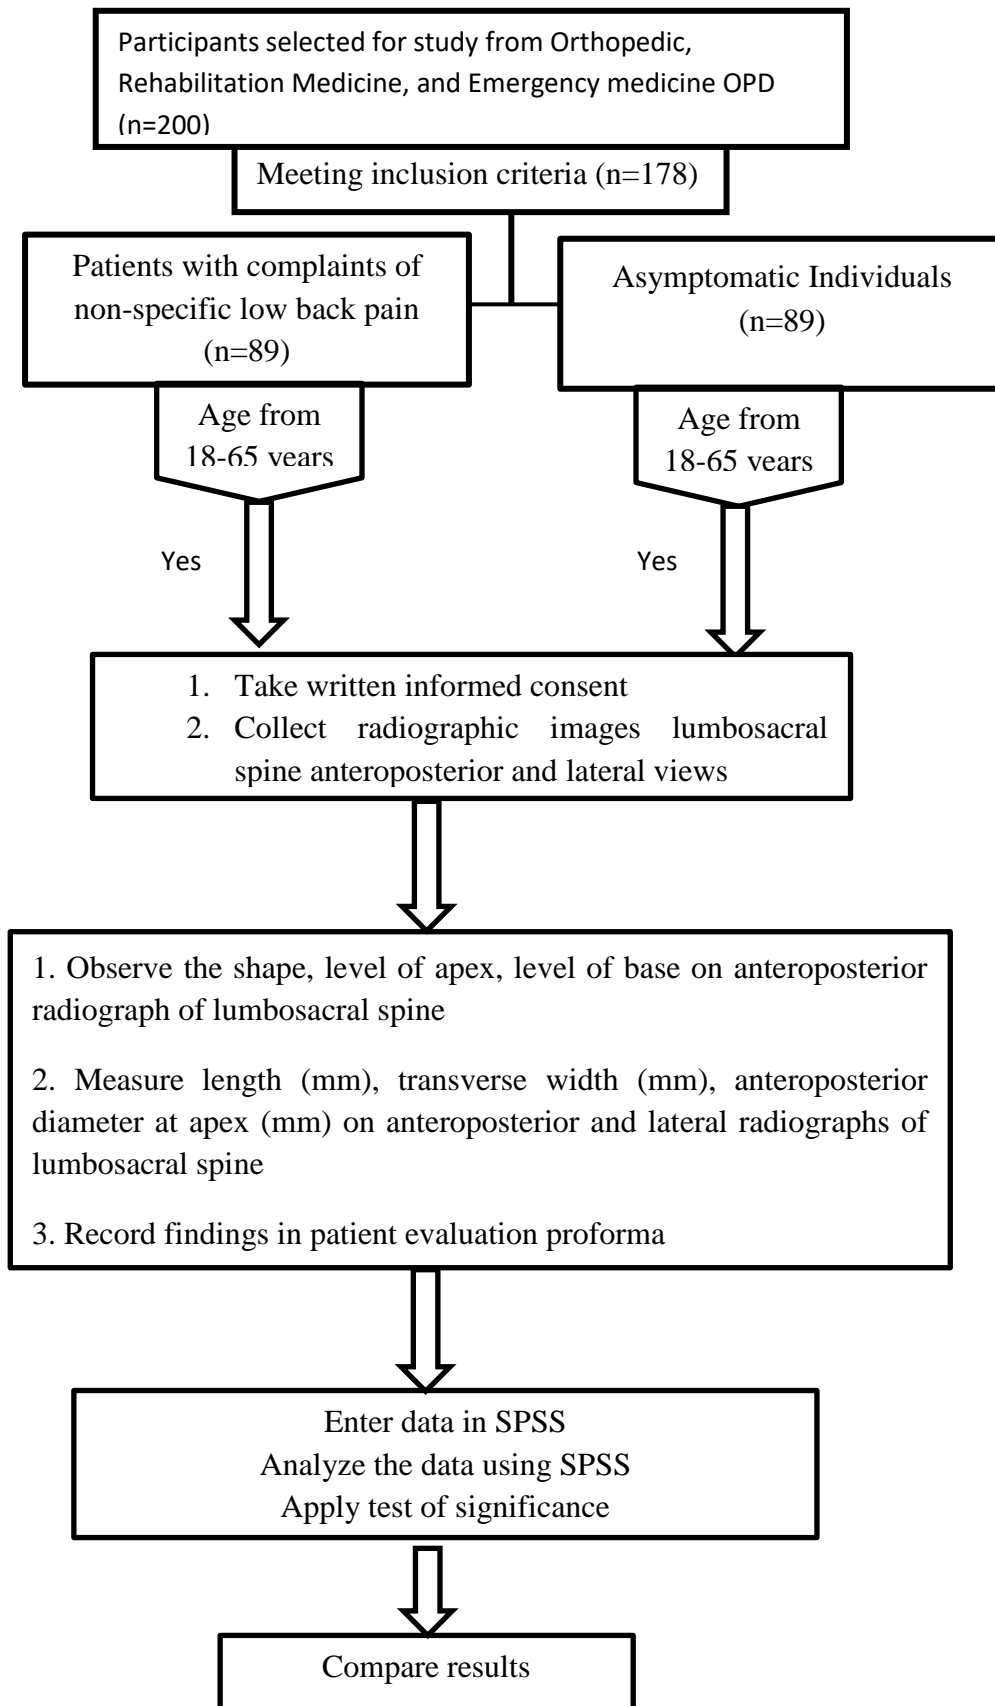 Participants selected for study from Orthopedic,
Rehabilitation Medicine, and Emergency medicine OPD
(n=200)
Meeting inclusion criteria (n=178)
Patients with complaints of
non-specific low back pain
(n=89)
Asymptomatic Individuals
(n=89)
Age from
18-65 years
Age from
18-65 years
Yes
Yes
1. Take written informed consent
2. Collect radiographic images lumbosacral
spine anteroposterior and lateral views
1. Observe the shape, level of apex, level of base on anteroposterior
radiograph of lumbosacral spine
2. Measure length (mm), transverse width (mm), anteroposterior
diameter at apex (mm) on anteroposterior and lateral radiographs of
lumbosacral spine
3. Record findings in patient evaluation proforma
Enter data in SPSS
Analyze the data using SPSS
Apply test of significance
Compare results